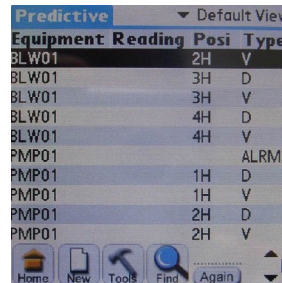 Predictive ▼ Default View
Equipment Reading Posi Type
BLW01 2H V
BLW01 3H D
BLW01 3H V
BLW01 4H D
BLW01 4H V
PMP01 ALRM
PMP01 1H D
PMP01 1H V
PMP01 2H D
PMP01 2H V
Home New Tools Find Again